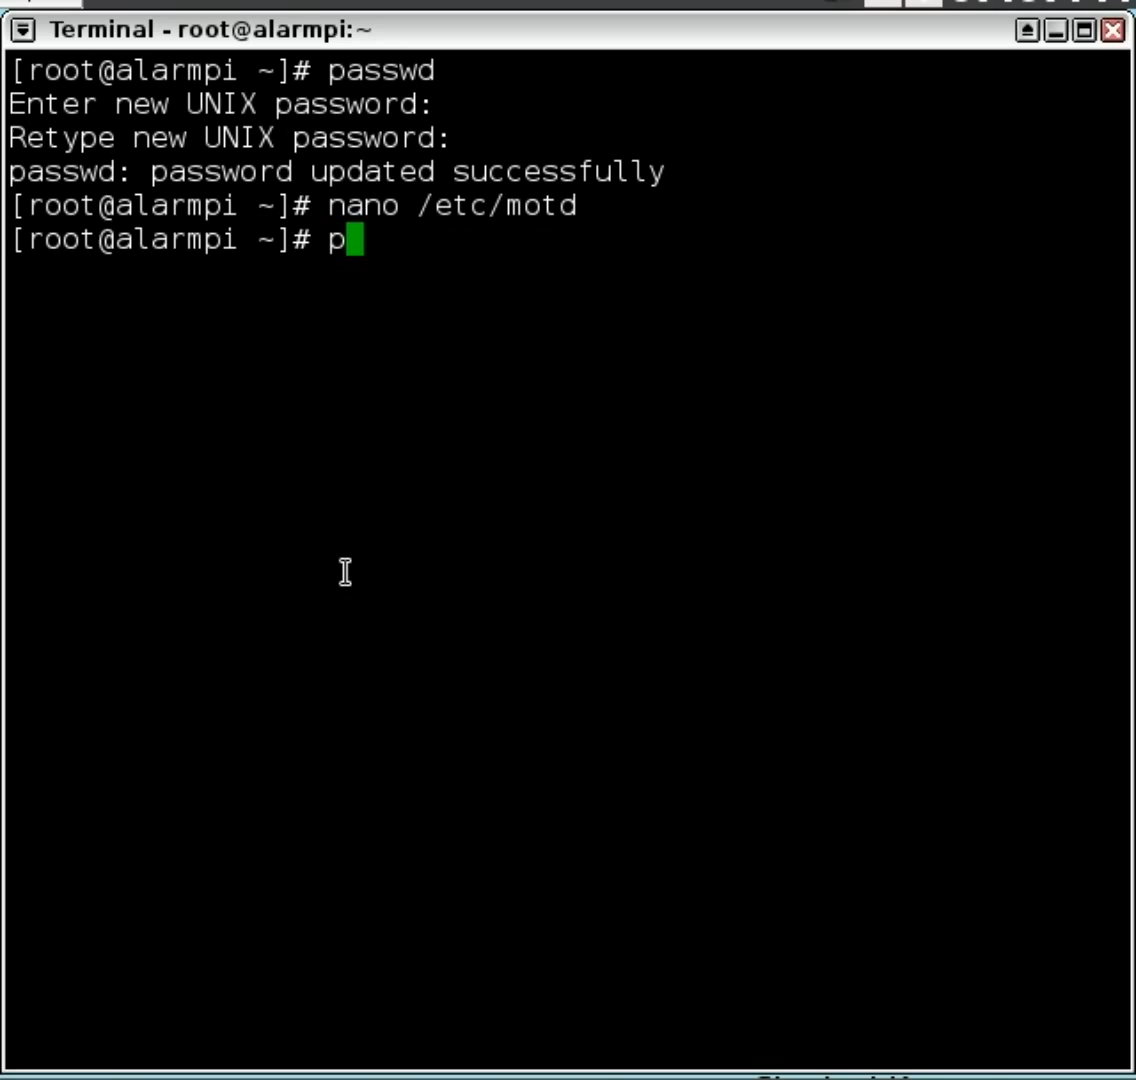 Terminal - root@alarmpi:~
[root@alarmpi ~]# passwd
Enter new UNIX password:
Retype new UNIX password:
passwd: password updated successfully
[root@alarmpi ~]# nano /etc/motd
[root@alarmpi ~]# p